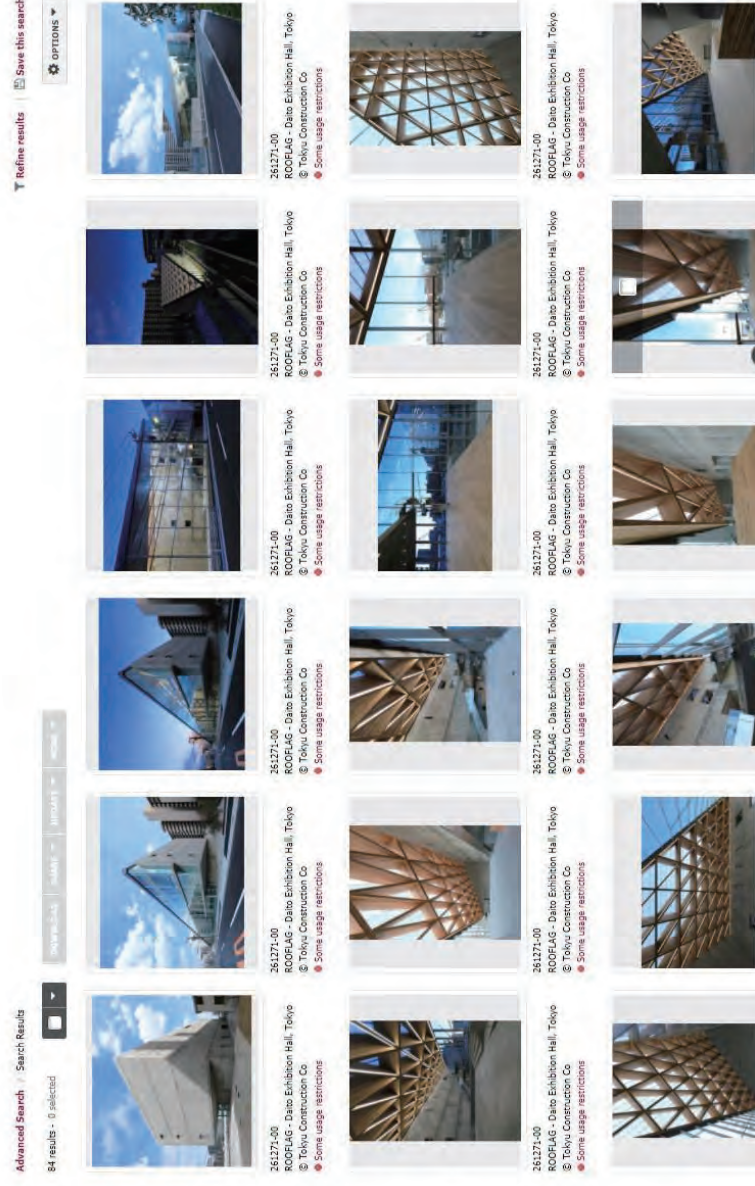 Advanced Search / Search Results
Refine results | Save this search
84 results - 0 selected
DOWNLOAD SHARE UPDATE
OPTIONS
261271-00
ROOFLAG - Daito Exhibition Hall, Tokyo
© Tokyu Construction Co
Some usage restrictions
261271-00
ROOFLAG - Daito Exhibition Hall, Tokyo
© Tokyu Construction Co
Some usage restrictions
261271-00
ROOFLAG - Daito Exhibition Hall, Tokyo
© Tokyu Construction Co
Some usage restrictions
261271-00
ROOFLAG - Daito Exhibition Hall, Tokyo
© Tokyu Construction Co
Some usage restrictions
261271-00
ROOFLAG - Daito Exhibition Hall, Tokyo
© Tokyu Construction Co
Some usage restrictions
261271-00
ROOFLAG - Daito Exhibition Hall, Tokyo
© Tokyu Construction Co
Some usage restrictions
261271-00
ROOFLAG - Daito Exhibition Hall, Tokyo
© Tokyu Construction Co
Some usage restrictions
261271-00
ROOFLAG - Daito Exhibition Hall, Tokyo
© Tokyu Construction Co
Some usage restrictions
261271-00
ROOFLAG - Daito Exhibition Hall, Tokyo
© Tokyu Construction Co
Some usage restrictions
261271-00
ROOFLAG - Daito Exhibition Hall, Tokyo
© Tokyu Construction Co
Some usage restrictions
261271-00
ROOFLAG - Daito Exhibition Hall, Tokyo
© Tokyu Construction Co
Some usage restrictions
261271-00
ROOFLAG - Daito Exhibition Hall, Tokyo
© Tokyu Construction Co
Some usage restrictions